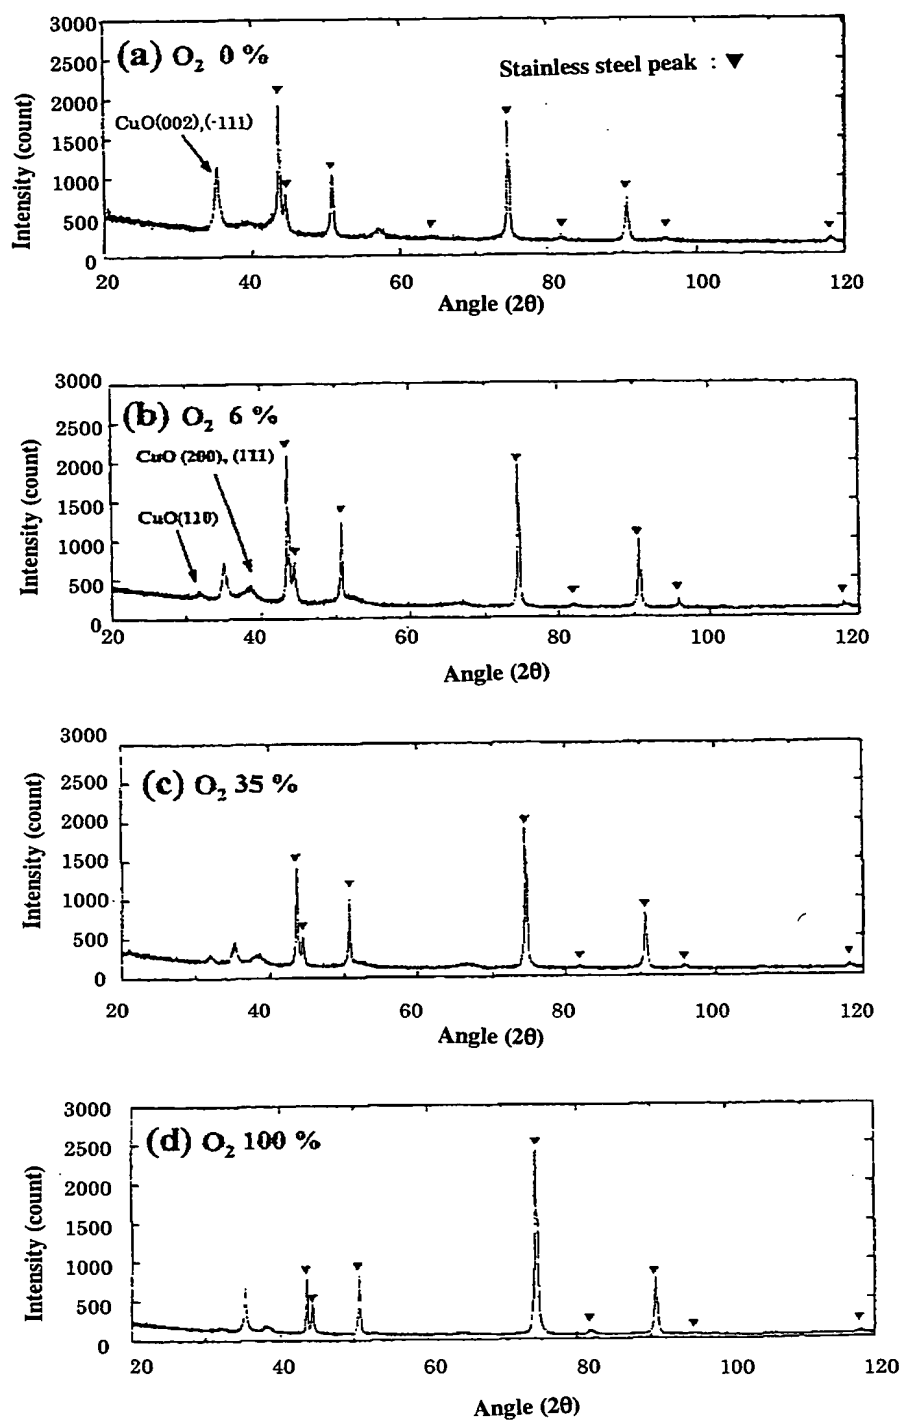 3000
(a) O₂ 0 %
Stainless steel peak : ▼
2500
2000
CuO(002),(-111)
1500
1000
500
0
Intensity (count)
20 40 60 80 100 120
Angle (2θ)
3000
(b) O₂ 6 %
2500
CuO (200), (111)
2000
1500
CuO(110)
1000
500
0
Intensity (count)
20 40 60 80 100 120
Angle (2θ)
3000
(c) O₂ 35 %
2500
2000
1500
1000
500
0
Intensity (count)
20 40 60 80 100 120
Angle (2θ)
3000
(d) O₂ 100 %
2500
2000
1500
1000
500
0
Intensity (count)
20 40 60 80 100 120
Angle (2θ)